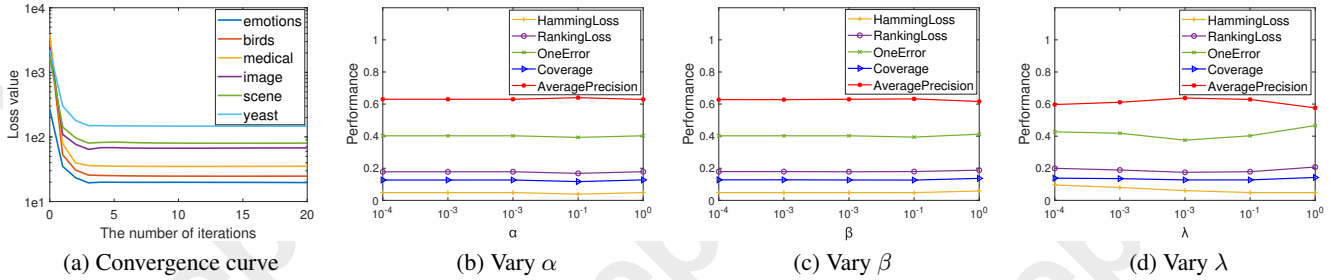 1e4
1e3
1e2
1e1
Loss value
0
5
10
15
20
The number of iterations
emotions
birds
medical
image
scene
yeast
(a) Convergence curve
1
0.8
0.6
0.4
0.2
0
Performance
10^-4
10^-3
10^-3
10^-1
10^0
α
HammingLoss
RankingLoss
OneError
Coverage
AveragePrecision
(b) Vary α
1
0.8
0.6
0.4
0.2
0
Performance
10^-4
10^-3
10^-3
10^-1
10^0
β
HammingLoss
RankingLoss
OneError
Coverage
AveragePrecision
(c) Vary β
1
0.8
0.6
0.4
0.2
0
Performance
10^-4
10^-3
10^-3
10^-1
10^0
λ
HammingLoss
RankingLoss
OneError
Coverage
AveragePrecision
(d) Vary λ